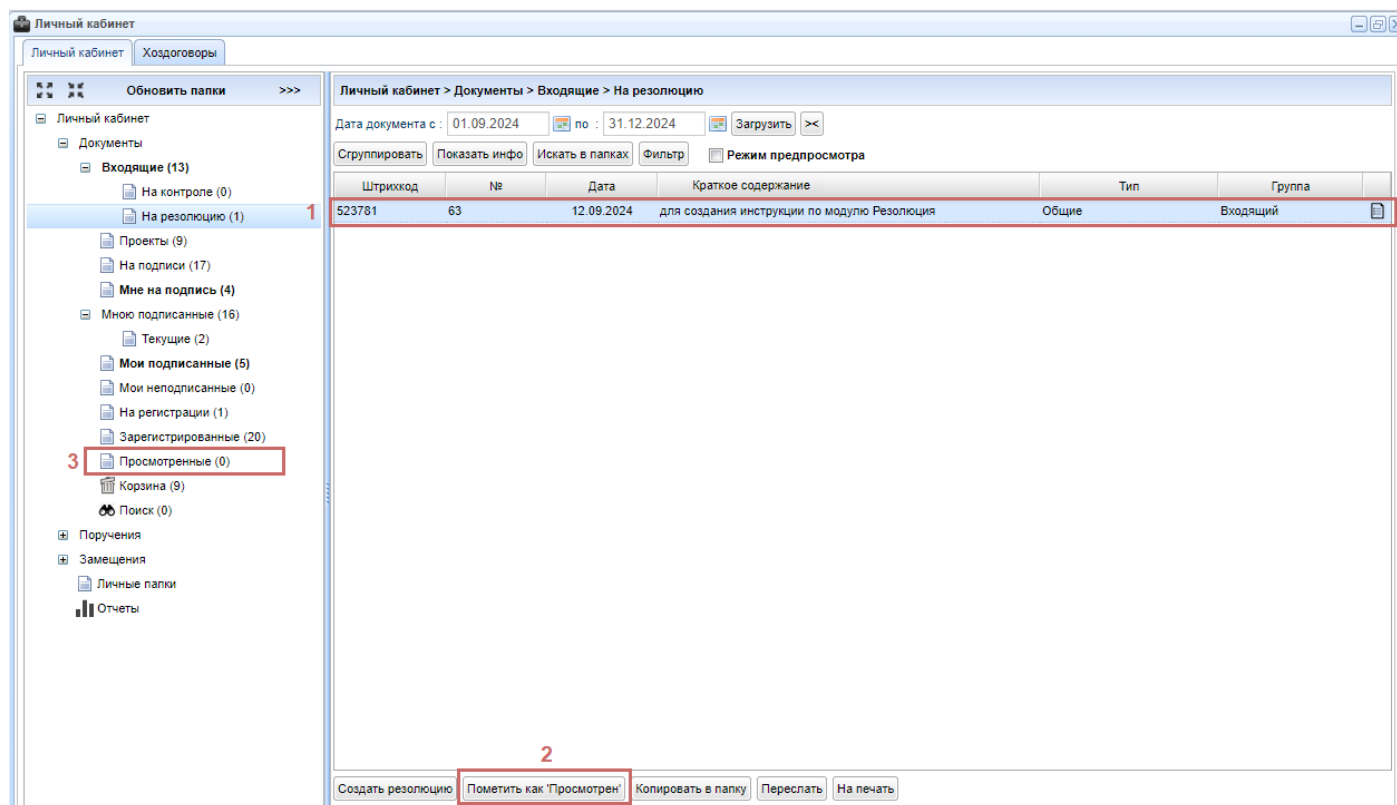 Личный кабинет
Личный кабинет Хоздоговоры
Обновить папки >>>
Личный кабинет
Документы
Входящие (13)
На контроле (0)
На резолюцию (1)
Проекты (9)
На подписи (17)
Мне на подпись (4)
Мною подписанные (16)
Текущие (2)
Мои подписанные (5)
Мои неподписанные (0)
На регистрации (1)
Зарегистрированные (20)
3 Просмотренные (0)
Корзина (9)
Поиск (0)
Поручения
Замещения
Личные папки
Отчеты
Личный кабинет > Документы > Входящие > На резолюцию
Дата документа с : 01.09.2024 по : 31.12.2024 Загрузить ><
Сгруппировать Показать инфо Искать в папках Фильтр Режим предпросмотра
Штрихкод № Дата Краткое содержание Тип Группа
1 523781 63 12.09.2024 для создания инструкции по модулю Резолюция Общие Входящий
2
Создать резолюцию Пометить как 'Просмотрен' Копировать в папку Переслать На печать